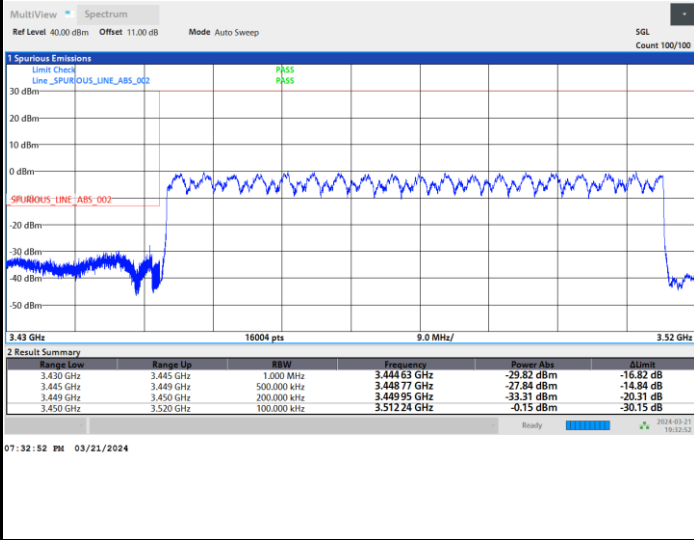 MultiView Spectrum
Ref Level 40.00 dBm Offset 11.00 dB Mode Auto Sweep SGL
Count 100/100
1 Spurious Emissions
Limit Check PASS
Line _SPURIOUS_LINE_ABS_002 PASS
30 dBm
20 dBm
10 dBm
0 dBm
SPURIOUS_LINE_ABS_002
-20 dBm
-30 dBm
-40 dBm
-50 dBm
3.43 GHz 16004 pts 9.0 MHz/ 3.52 GHz
2 Result Summary
Range Low Range Up RBW Frequency Power Abs ΔLimit
3.430 GHz 3.445 GHz 1.000 MHz 3.444 63 GHz -29.82 dBm -16.82 dB
3.445 GHz 3.449 GHz 500.000 kHz 3.448 77 GHz -27.84 dBm -14.84 dB
3.449 GHz 3.450 GHz 200.000 kHz 3.449 95 GHz -33.31 dBm -20.31 dB
3.450 GHz 3.520 GHz 100.000 kHz 3.512 24 GHz -0.15 dBm -30.15 dB
Ready 2024-03-21
19:32:52
07:32:52 PM 03/21/2024